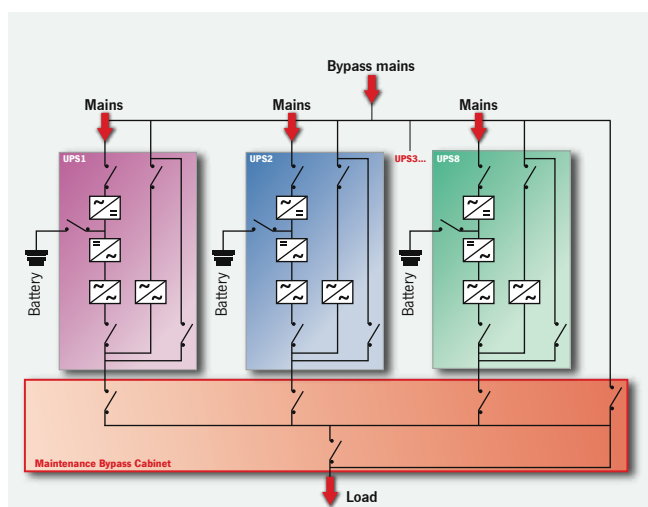 Bypass mains
Mains
Mains
Mains
UPS1
UPS2
UPS3...
UPS8
Battery
Battery
Battery
Maintenance Bypass Cabinet
Load